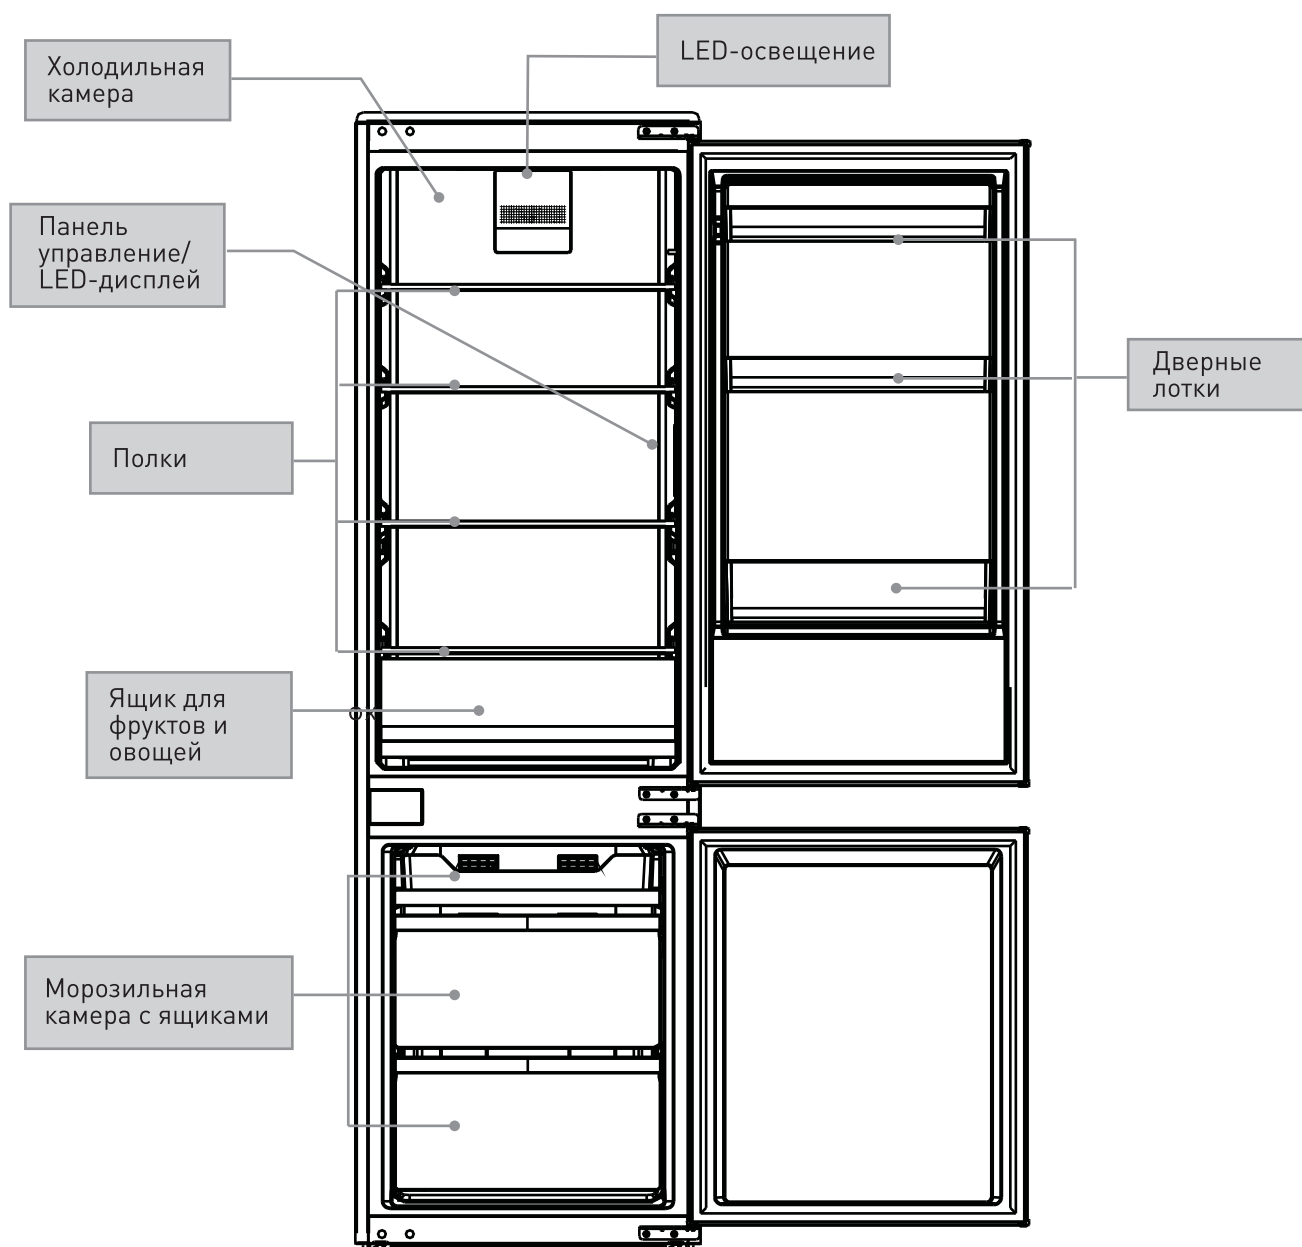 LED-освещение
Холодильная
камера
Панель
управление/
LED-дисплей
Дверные
лотки
Полки
Ящик для
фруктов и
овощей
Морозильная
камера с ящиками